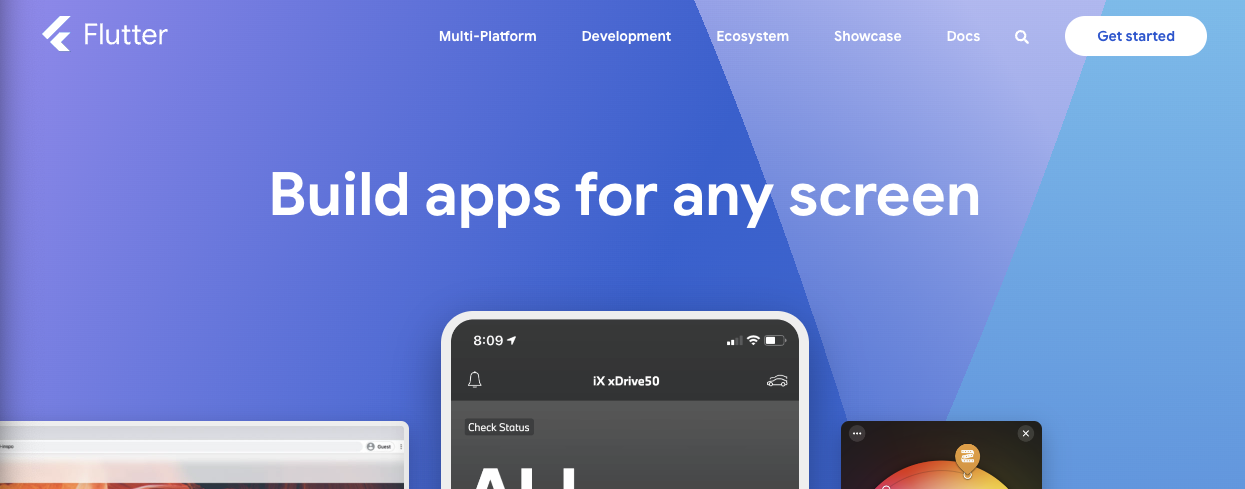 Flutter
Multi-Platform Development Ecosystem Showcase Docs Get started
Build apps for any screen
8:09
iX xDrive50
Check Status
Guest
ALL